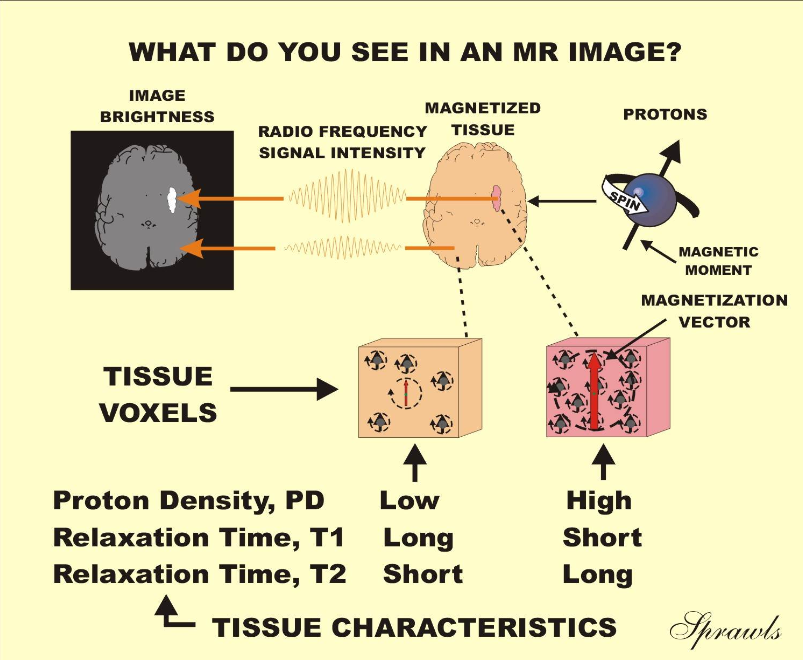 WHAT DO YOU SEE IN AN MR IMAGE?
IMAGE
BRIGHTNESS
RADIO FREQUENCY
SIGNAL INTENSITY
MAGNETIZED
TISSUE
PROTONS
SPIN
MAGNETIC
MOMENT
MAGNETIZATION
VECTOR
TISSUE
VOXELS
Proton Density, PD Low High
Relaxation Time, T1 Long Short
Relaxation Time, T2 Short Long
TISSUE CHARACTERISTICS
Sprawls